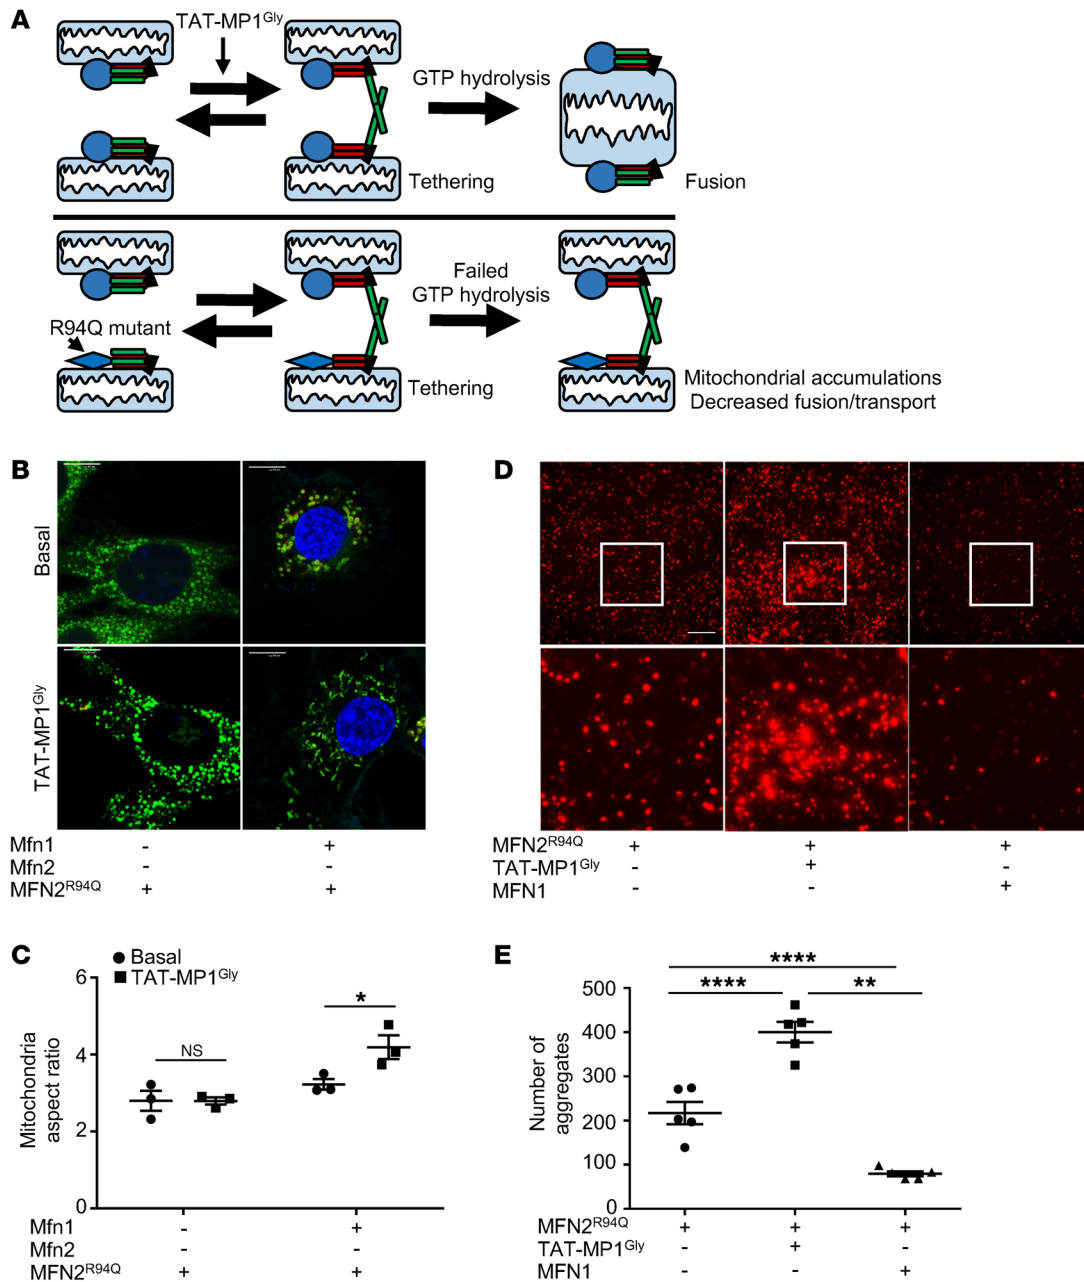 A
TAT-MP1Gly
GTP hydrolysis
Tethering
Fusion
R94Q mutant
Failed
GTP hydrolysis
Tethering
Mitochondrial accumulations
Decreased fusion/transport
B
Basal
TAT-MP1Gly
Mfn1 - +
Mfn2 - -
MFN2R94Q + +
D
MFN2R94Q + + +
TAT-MP1Gly - + -
MFN1 - - +
C
Basal
TAT-MP1Gly
Mitochondria
aspect ratio
6
4
2
0
NS
*
Mfn1 - +
Mfn2 - -
MFN2R94Q + +
E
Number of
aggregates
500
400
300
200
100
0
****
****
**
MFN2R94Q + + +
TAT-MP1Gly - + -
MFN1 - - +